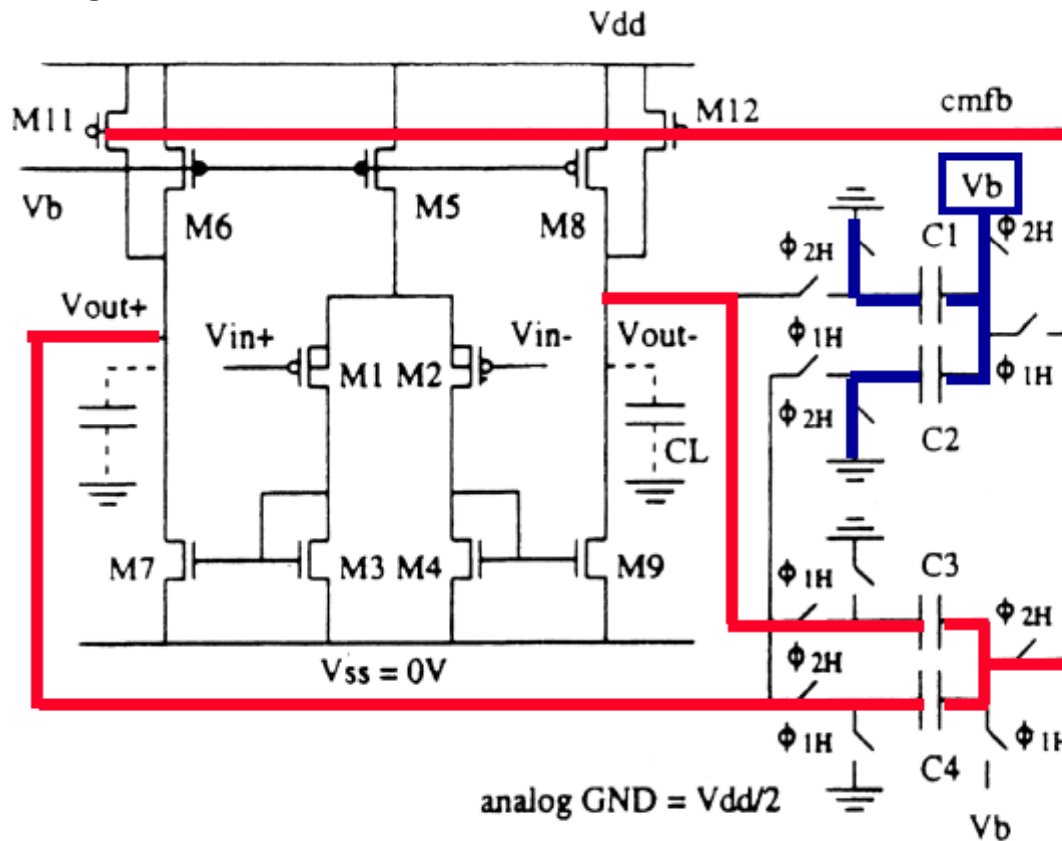 Vdd
M11
M12
cmfb
Vb
M6
M5
M8
Vb
Φ2H
C1
Φ2H
Vout+
Vin+
Vin-
Vout-
Φ1H
M1 M2
Φ1H
Φ2H
C2
CL
M7
M3 M4
M9
Φ1H
C3
Φ2H
Vss = 0V
Φ2H
Φ1H
C4
Φ1H
analog GND = Vdd/2
Vb